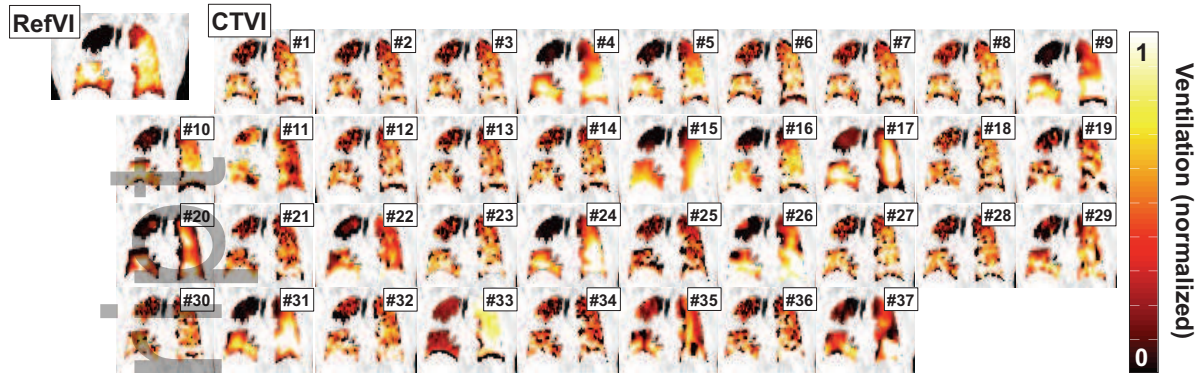 RefVI
CTVI
#1 #2 #3 #4 #5 #6 #7 #8 #9
#10 #11 #12 #13 #14 #15 #16 #17 #18 #19
#20 #21 #22 #23 #24 #25 #26 #27 #28 #29
#30 #31 #32 #33 #34 #35 #36 #37
1
0
Ventilation (normalized)